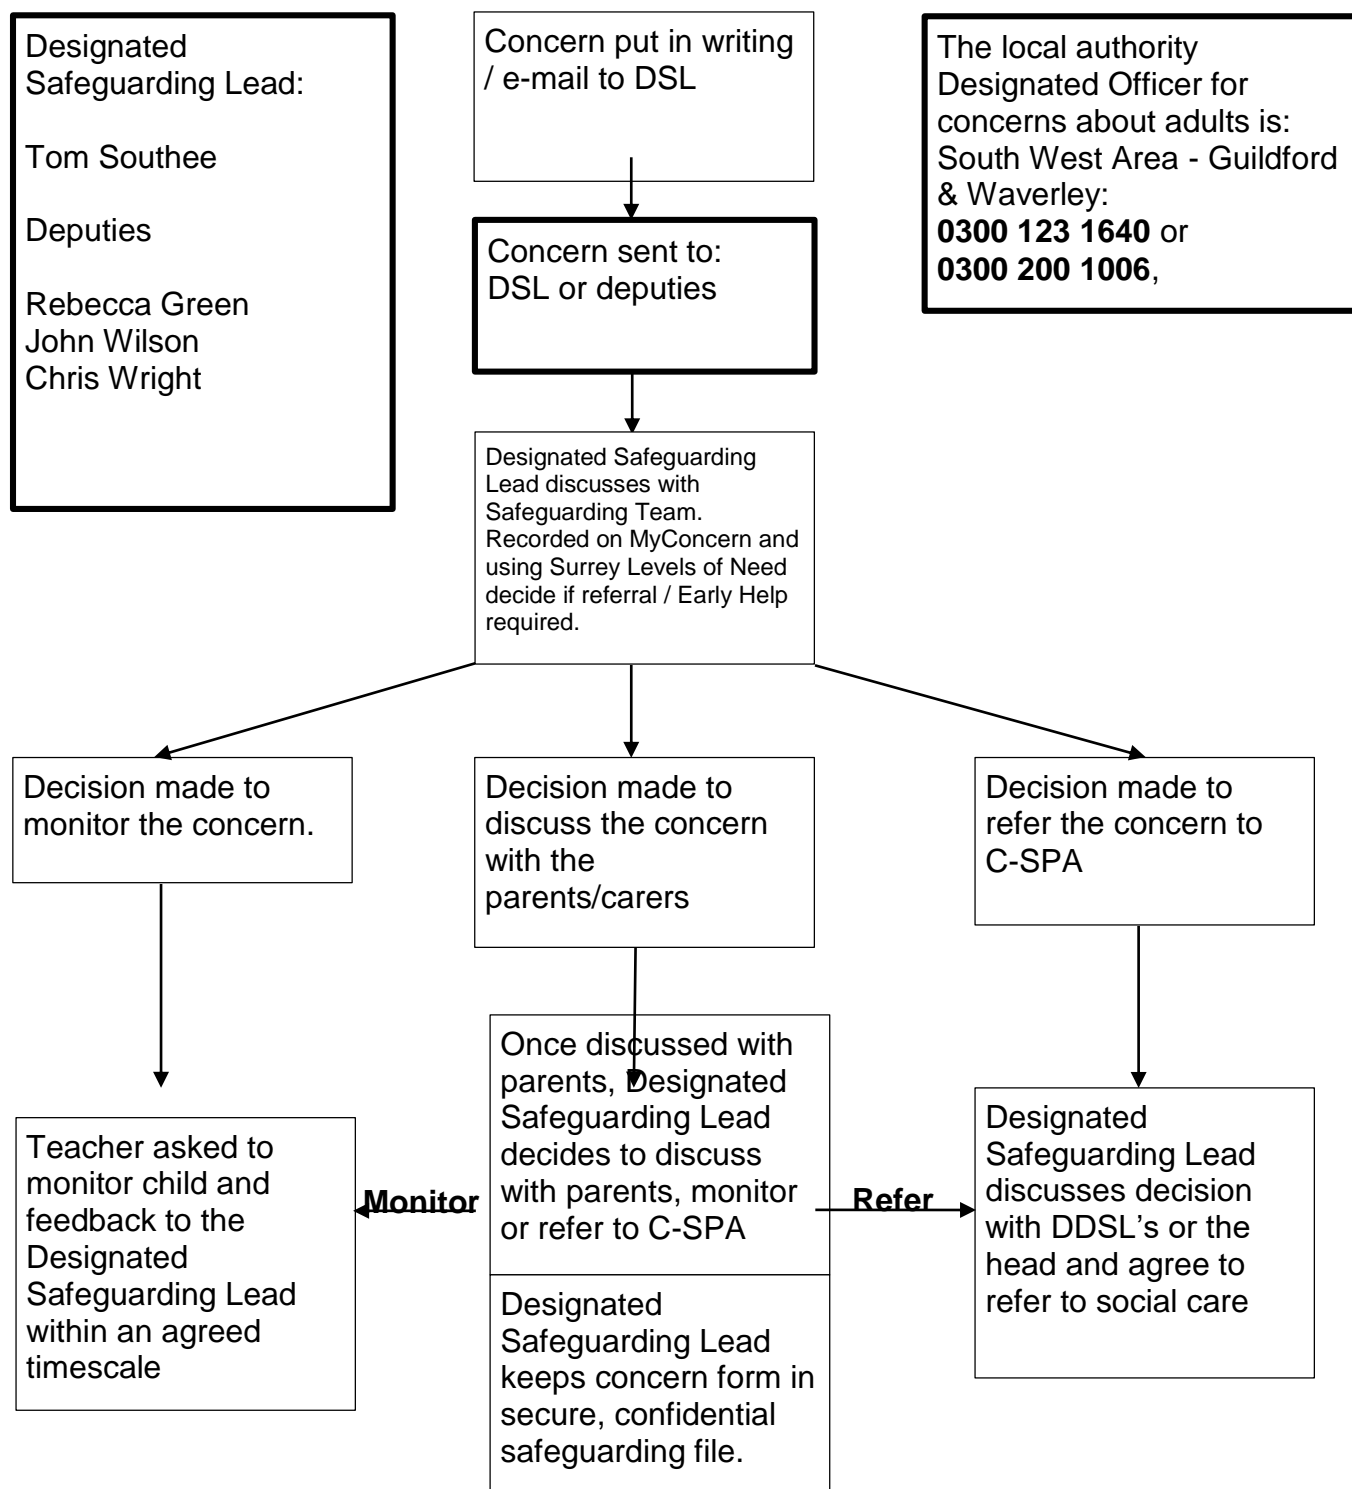 Designated
Safeguarding Lead:
Tom Southee
Deputies
Rebecca Green
John Wilson
Chris Wright
Concern put in writing
/ e-mail to DSL
The local authority
Designated Officer for
concerns about adults is:
South West Area - Guildford
& Waverley:
0300 123 1640 or
0300 200 1006,
Concern sent to:
DSL or deputies
Designated Safeguarding
Lead discusses with
Safeguarding Team.
Recorded on MyConcern and
using Surrey Levels of Need
decide if referral / Early Help
required.
Decision made to
monitor the concern.
Decision made to
discuss the concern
with the
parents/carers
Decision made to
refer the concern to
C-SPA
Teacher asked to
monitor child and
feedback to the
Designated
Safeguarding Lead
within an agreed
timescale
Monitor
Once discussed with
parents, Designated
Safeguarding Lead
decides to discuss
with parents, monitor
or refer to C-SPA
Refer
Designated
Safeguarding Lead
discusses decision
with DDSL’s or the
head and agree to
refer to social care
Designated
Safeguarding Lead
keeps concern form in
secure, confidential
safeguarding file.